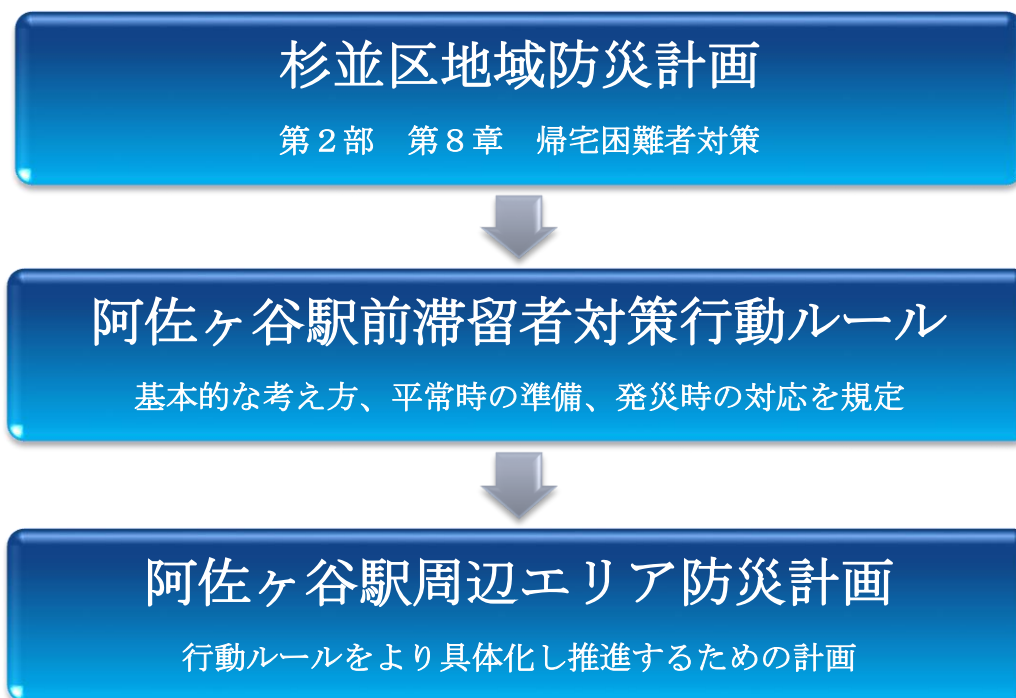 杉並区地域防災計画
第２部　第８章　帰宅困難者対策
阿佐ヶ谷駅前滞留者対策行動ルール
基本的な考え方、平常時の準備、発災時の対応を規定
阿佐ヶ谷駅周辺エリア防災計画
行動ルールをより具体化し推進するための計画